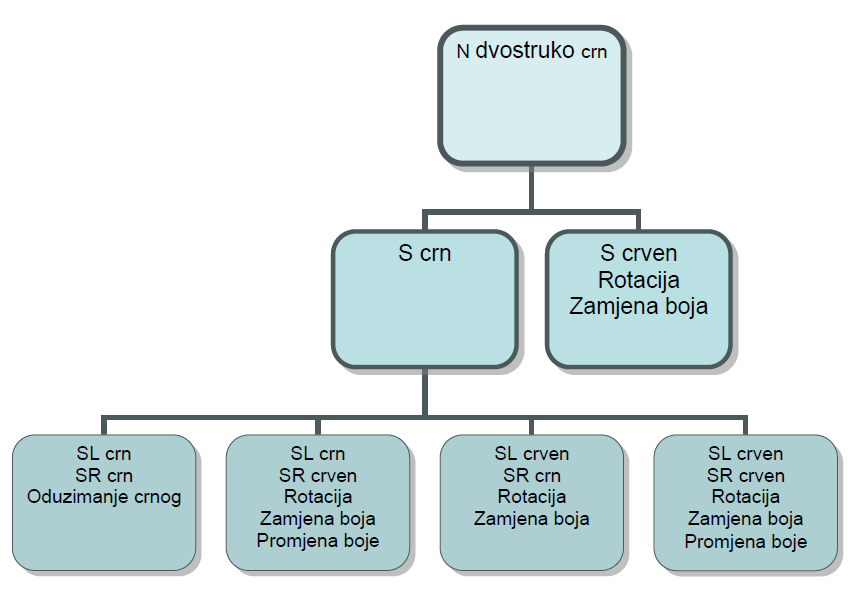 N dvostruko crn
S crn
S crven
Rotacija
Zamjena boja
SL crn
SR crn
Oduzimanje crnog
SL crn
SR crven
Rotacija
Zamjena boja
Promjena boje
SL crven
SR crn
Rotacija
Zamjena boja
SL crven
SR crven
Rotacija
Zamjena boja
Promjena boje